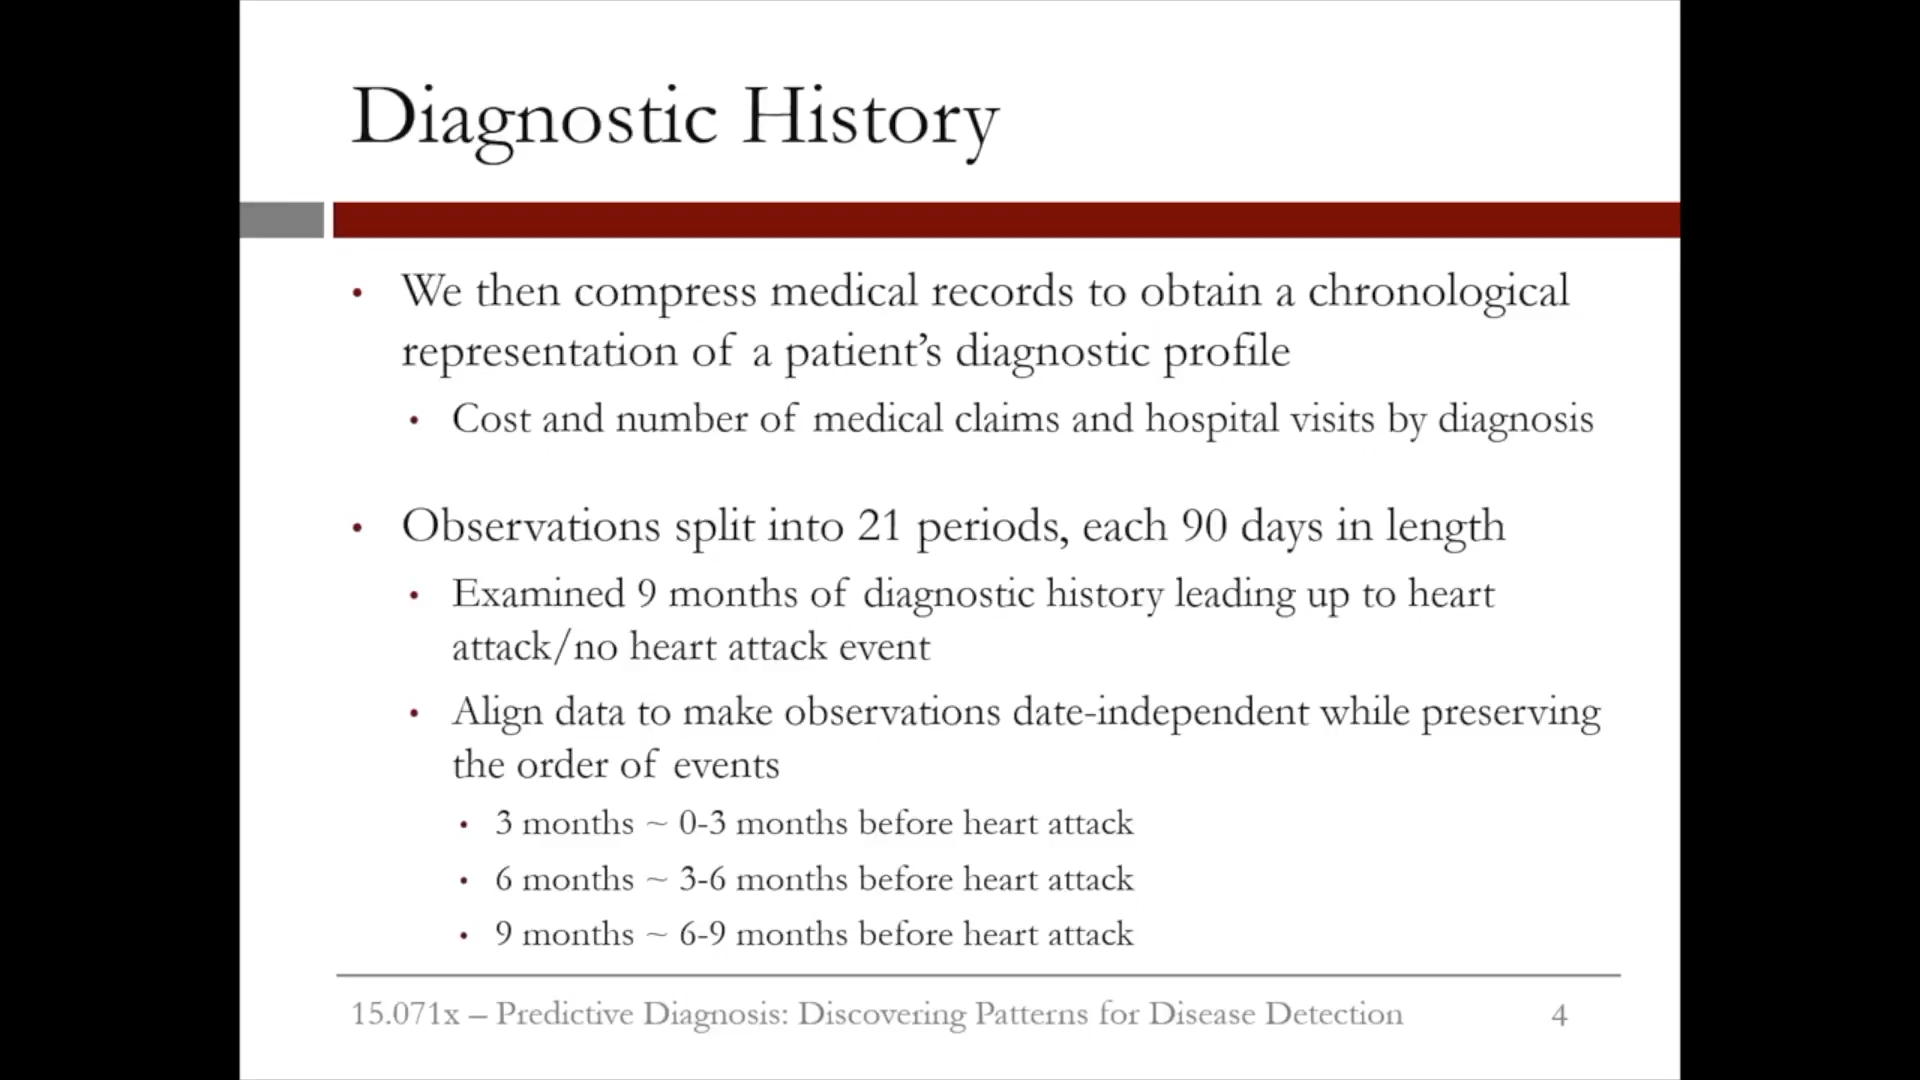 Diagnostic History
• We then compress medical records to obtain a chronological
representation of a patient’s diagnostic profile
• Cost and number of medical claims and hospital visits by diagnosis
• Observations split into 21 periods, each 90 days in length
• Examined 9 months of diagnostic history leading up to heart
attack/no heart attack event
• Align data to make observations date-independent while preserving
the order of events
• 3 months ~ 0-3 months before heart attack
• 6 months ~ 3-6 months before heart attack
• 9 months ~ 6-9 months before heart attack
15.071x – Predictive Diagnosis: Discovering Patterns for Disease Detection 4